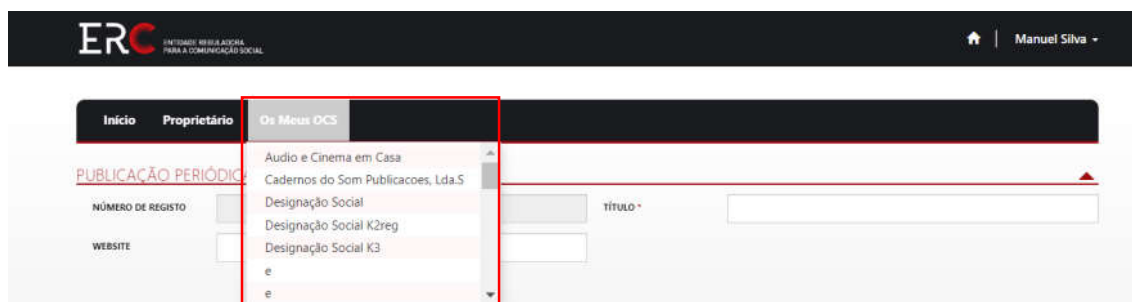 ERC ENTIDADE REGULADORA
PARA A COMUNICAÇÃO SOCIAL
Manuel Silva
Início Proprietário Os Meus OCS
Audio e Cinema em Casa
PUBLICAÇÃO PERIÓDICA
Cadernos do Som Publicacoes, Lda.S
NÚMERO DE REGISTO
Designação Social
TÍTULO *
Designação Social K2reg
WEBSITE
Designação Social K3
e
e